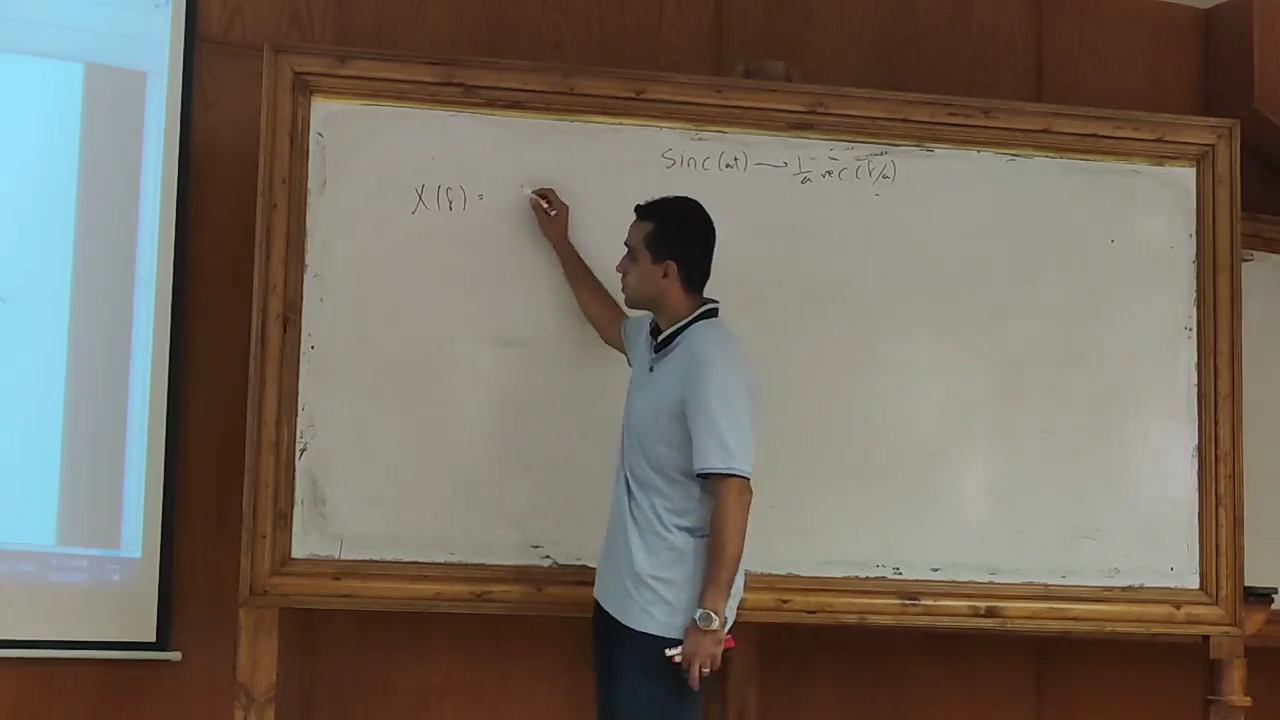 Sinc(at) → 1/a rec(f/a)
X(f) =